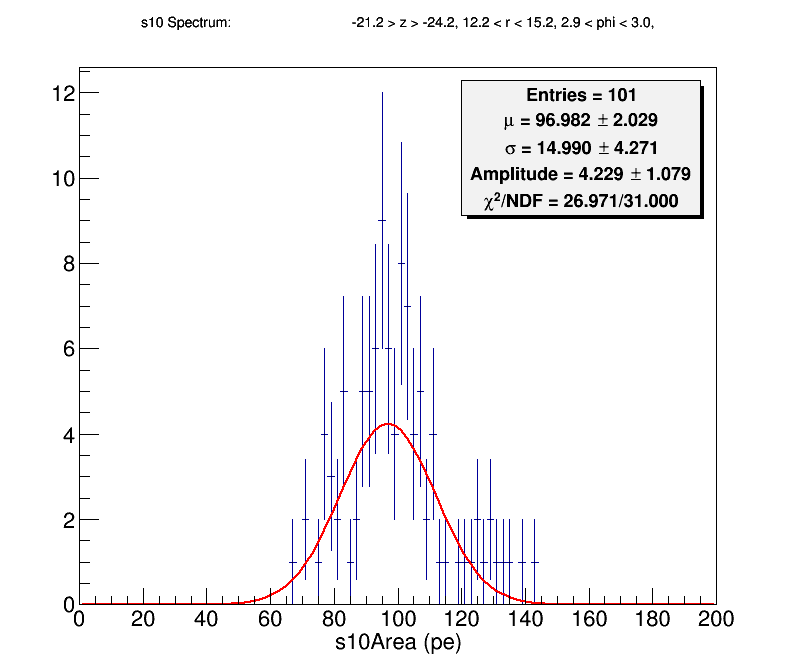 s10 Spectrum: -21.2 > z > -24.2, 12.2 < r < 15.2, 2.9 < phi < 3.0,
Entries = 101
μ = 96.982 ± 2.029
σ = 14.990 ± 4.271
Amplitude = 4.229 ± 1.079
χ²/NDF = 26.971/31.000
12
10
8
6
4
2
0
0 20 40 60 80 100 120 140 160 180 200
s10Area (pe)